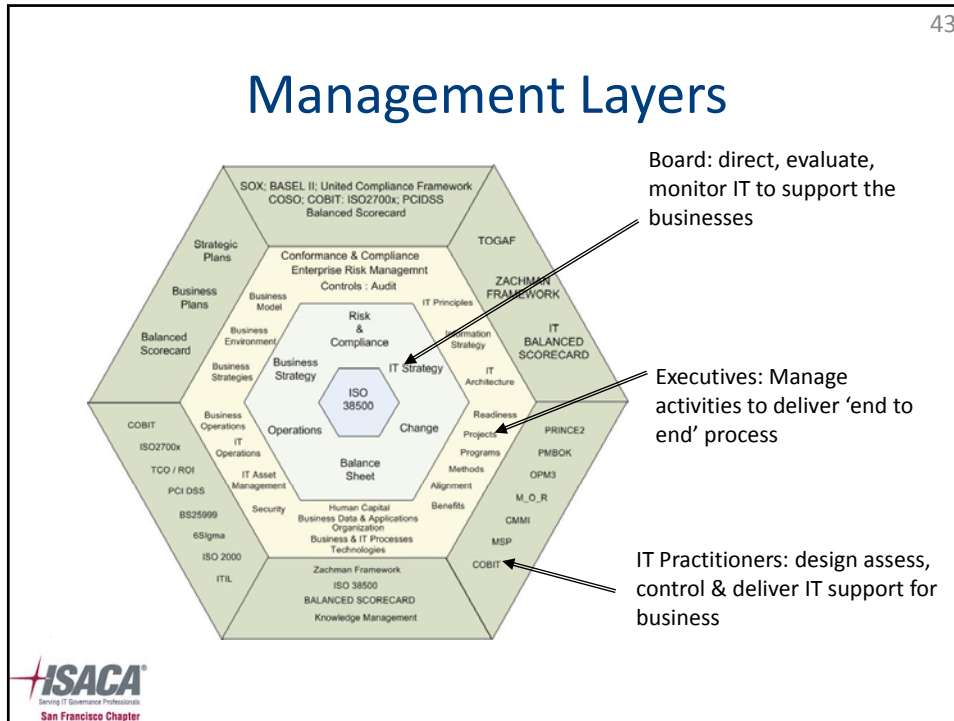 43
Management Layers
Board: direct, evaluate,
monitor IT to support the
businesses
SOX; BASEL II; United Compliance Framework
COSO; COBIT: ISO2700x; PCIDSS
Balanced Scorecard
TOGAF
ZACHMAN
FRAMEWORK
IT
BALANCED
SCORECARD
Strategic
Plans
Business
Plans
Balanced
Scorecard
Conformance & Compliance
Enterprise Risk Managemnt
Controls : Audit
Business
Model
Business
Environment
Business
Strategies
IT Principles
Information
Strategy
IT
Architecture
Risk
&
Compliance
Business
Strategy
IT Strategy
ISO
38500
Operations
Change
Balance
Sheet
Executives: Manage
activities to deliver ‘end to
end’ process
Business
Operations
IT
Operations
IT Asset
Management
Security
Readiness
Projects
Programs
Methods
Alignment
Benefits
Human Capital
Business Data & Applications
Organization
Business & IT Processes
Technologies
COBIT
ISO2700x
TCO / ROI
PCI DSS
BS25999
6SIgma
ISO 2000
ITIL
PRINCE2
PMBOK
OPM3
M_O_R
CMMI
MSP
COBIT
Zachman Framework
ISO 38500
BALANCED SCORECARD
Knowledge Management
IT Practitioners: design assess,
control & deliver IT support for
business
ISACA®
Serving IT Governance Professionals
San Francisco Chapter